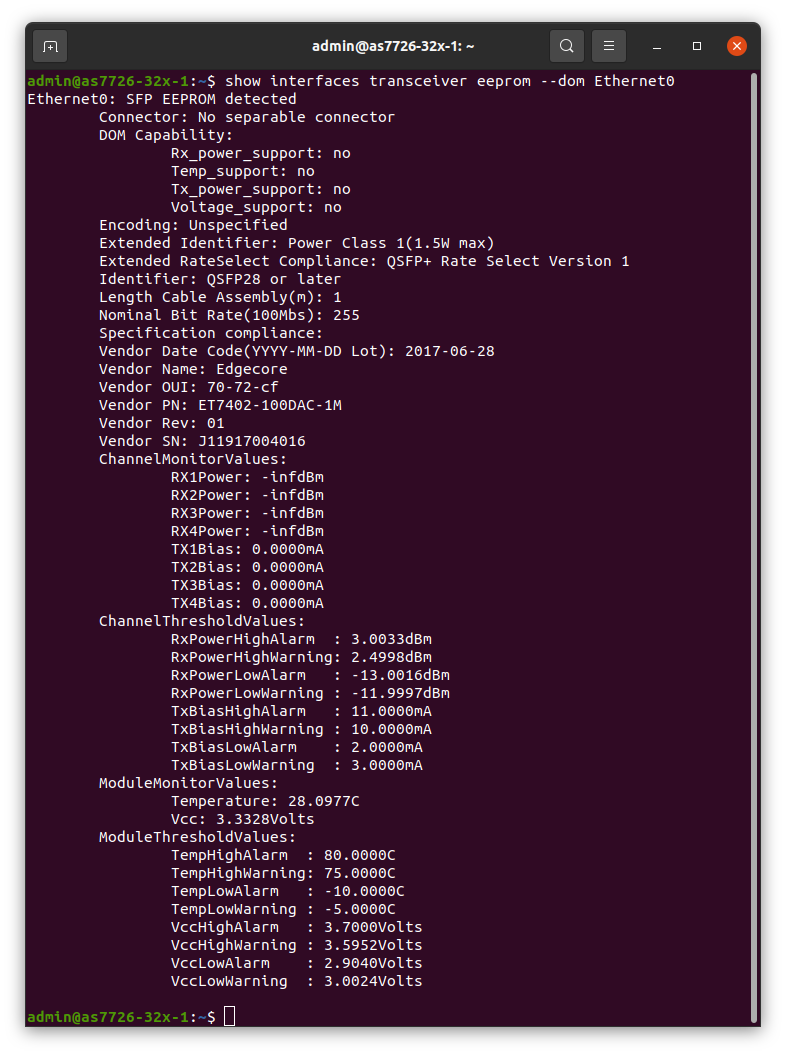 admin@as7726-32x-1: ~
admin@as7726-32x-1:~$ show interfaces transceiver eeprom --dom Ethernet0
Ethernet0: SFP EEPROM detected
        Connector: No separable connector
        DOM Capability:
                Rx_power_support: no
                Temp_support: no
                Tx_power_support: no
                Voltage_support: no
        Encoding: Unspecified
        Extended Identifier: Power Class 1(1.5W max)
        Extended RateSelect Compliance: QSFP+ Rate Select Version 1
        Identifier: QSFP28 or later
        Length Cable Assembly(m): 1
        Nominal Bit Rate(100Mbs): 255
        Specification compliance:
        Vendor Date Code(YYYY-MM-DD Lot): 2017-06-28
        Vendor Name: Edgecore
        Vendor OUI: 70-72-cf
        Vendor PN: ET7402-100DAC-1M
        Vendor Rev: 01
        Vendor SN: J11917004016
        ChannelMonitorValues:
                RX1Power: -infdBm
                RX2Power: -infdBm
                RX3Power: -infdBm
                RX4Power: -infdBm
                TX1Bias: 0.0000mA
                TX2Bias: 0.0000mA
                TX3Bias: 0.0000mA
                TX4Bias: 0.0000mA
        ChannelThresholdValues:
                RxPowerHighAlarm  : 3.0033dBm
                RxPowerHighWarning: 2.4998dBm
                RxPowerLowAlarm   : -13.0016dBm
                RxPowerLowWarning : -11.9997dBm
                TxBiasHighAlarm   : 11.0000mA
                TxBiasHighWarning : 10.0000mA
                TxBiasLowAlarm    : 2.0000mA
                TxBiasLowWarning  : 3.0000mA
        ModuleMonitorValues:
                Temperature: 28.0977C
                Vcc: 3.3328Volts
        ModuleThresholdValues:
                TempHighAlarm  : 80.0000C
                TempHighWarning: 75.0000C
                TempLowAlarm   : -10.0000C
                TempLowWarning : -5.0000C
                VccHighAlarm   : 3.7000Volts
                VccHighWarning : 3.5952Volts
                VccLowAlarm    : 2.9040Volts
                VccLowWarning  : 3.0024Volts
admin@as7726-32x-1:~$